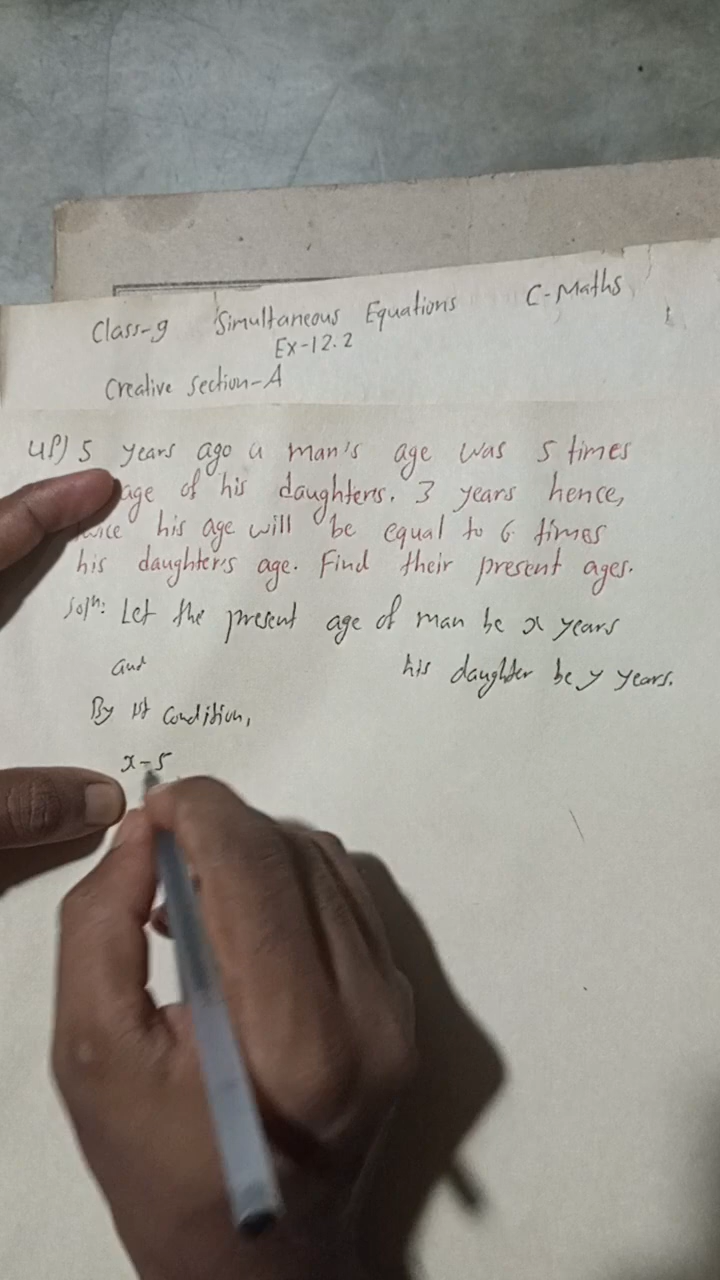 Class-9 Simultaneous Equations C-Maths
Ex-12.2
Creative section-A
5 years ago a man's age was 5 times
age of his daughters. 3 years hence,
his age will be equal to 6 times
his daughter's age. Find their present ages.
Solⁿ: Let the present age of man be x years
and his daughter be y years.
By 1st condition,
x-5